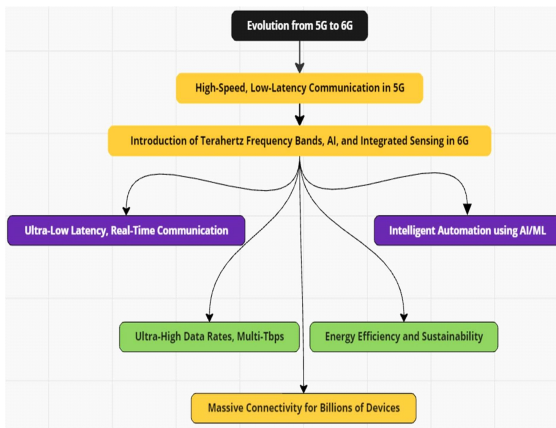 Evolution from 5G to 6G
High-Speed, Low-Latency Communication in 5G
Introduction of Terahertz Frequency Bands, AI, and Integrated Sensing in 6G
Ultra-Low Latency, Real-Time Communication
Intelligent Automation using AI/ML
Ultra-High Data Rates, Multi-Tbps
Energy Efficiency and Sustainability
Massive Connectivity for Billions of Devices